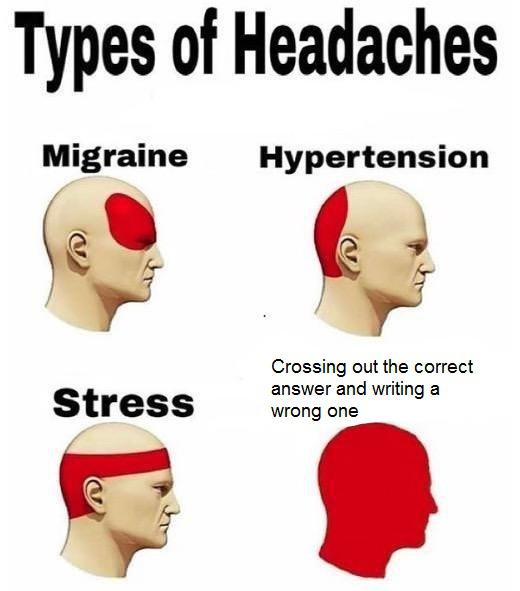 Types of Headaches
Migraine
Hypertension
Stress
Crossing out the correct
answer and writing a
wrong one